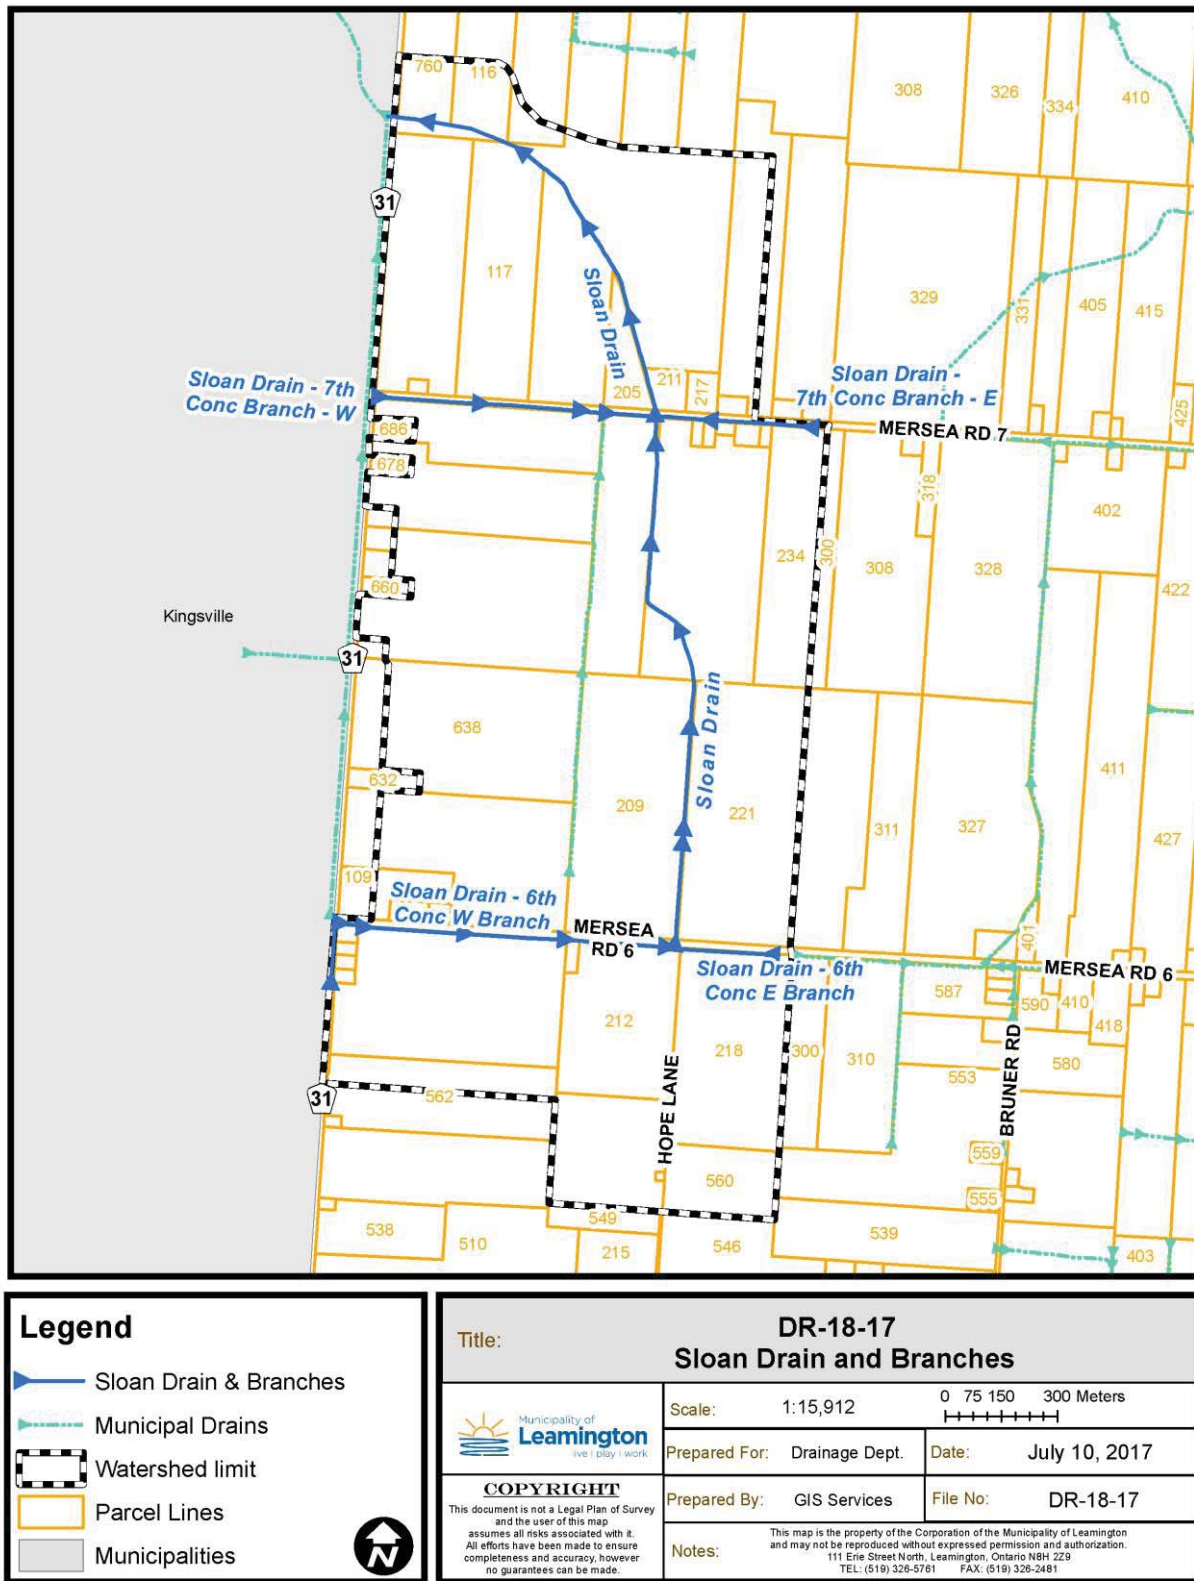 760
116
308
326
334
410
31
117
329
331
405
415
Sloan Drain
Sloan Drain - 7th
Conc Branch - W
205
211
217
Sloan Drain -
7th Conc Branch - E
425
686
MERSEA RD 7
678
318
402
234
300
308
328
422
660
Kingsville
31
638
Sloan Drain
632
209
221
311
327
411
427
109
Sloan Drain - 6th
Conc W Branch
MERSEA
RD 6
401
Sloan Drain - 6th
Conc E Branch
MERSEA RD 6
587
590
410
418
212
218
300
310
553
580
31
562
HOPE LANE
BRUNER RD
559
560
555
549
538
510
215
546
539
403
Legend
Sloan Drain & Branches
Municipal Drains
Watershed limit
Parcel Lines
Municipalities
N
Title:
DR-18-17
Sloan Drain and Branches
Municipality of
Leamington
live | play | work
Scale: 1:15,912
0 75 150 300 Meters
Prepared For: Drainage Dept.
Date: July 10, 2017
COPYRIGHT
This document is not a Legal Plan of Survey
and the user of this map
assumes all risks associated with it.
All efforts have been made to ensure
completeness and accuracy, however
no guarantees can be made.
Prepared By: GIS Services
File No: DR-18-17
Notes:
This map is the property of the Corporation of the Municipality of Leamington
and may not be reproduced without expressed permission and authorization.
111 Erie Street North, Leamington, Ontario N8H 2Z9
TEL: (519) 326-5761 FAX: (519) 326-2481